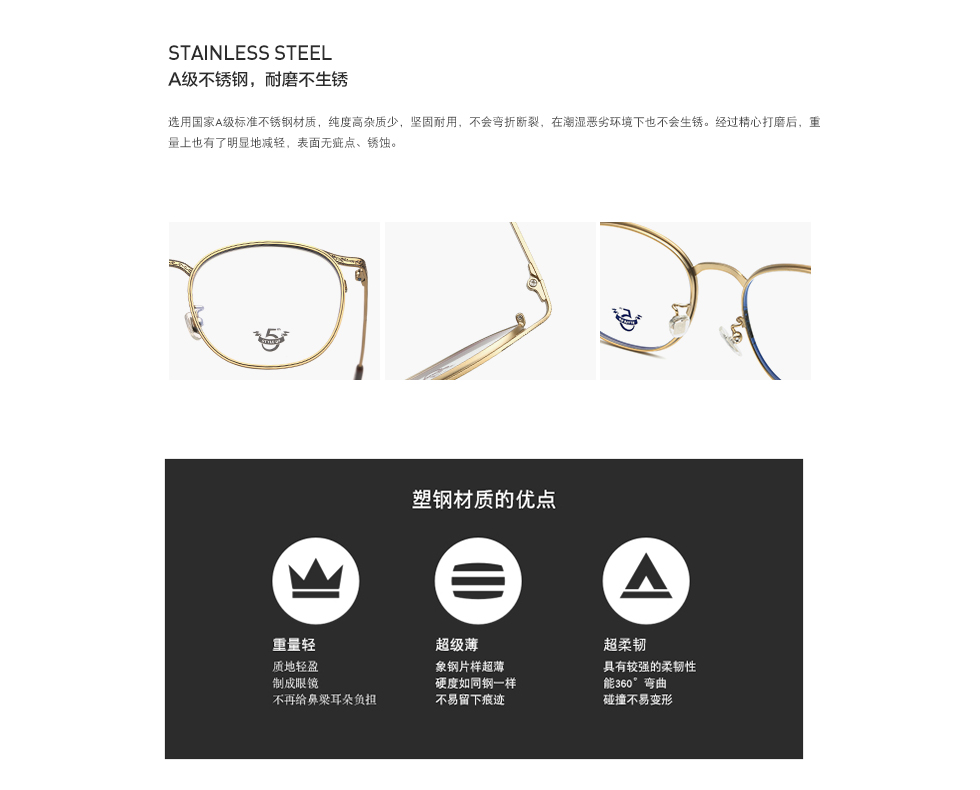 STAINLESS STEEL
A级不锈钢，耐磨不生锈
选用国家A级标准不锈钢材质，纯度高杂质少，坚固耐用，不会弯折断裂，在潮湿恶劣环境下也不会生锈。经过精心打磨后，重
量上也有了明显地减轻，表面无疵点、锈蚀。
5
5
塑钢材质的优点
重量轻
质地轻盈
制成眼镜
不再给鼻梁耳朵负担
超级薄
象钢片样超薄
硬度如同钢一样
不易留下痕迹
超柔韧
具有较强的柔韧性
能360°弯曲
碰撞不易变形